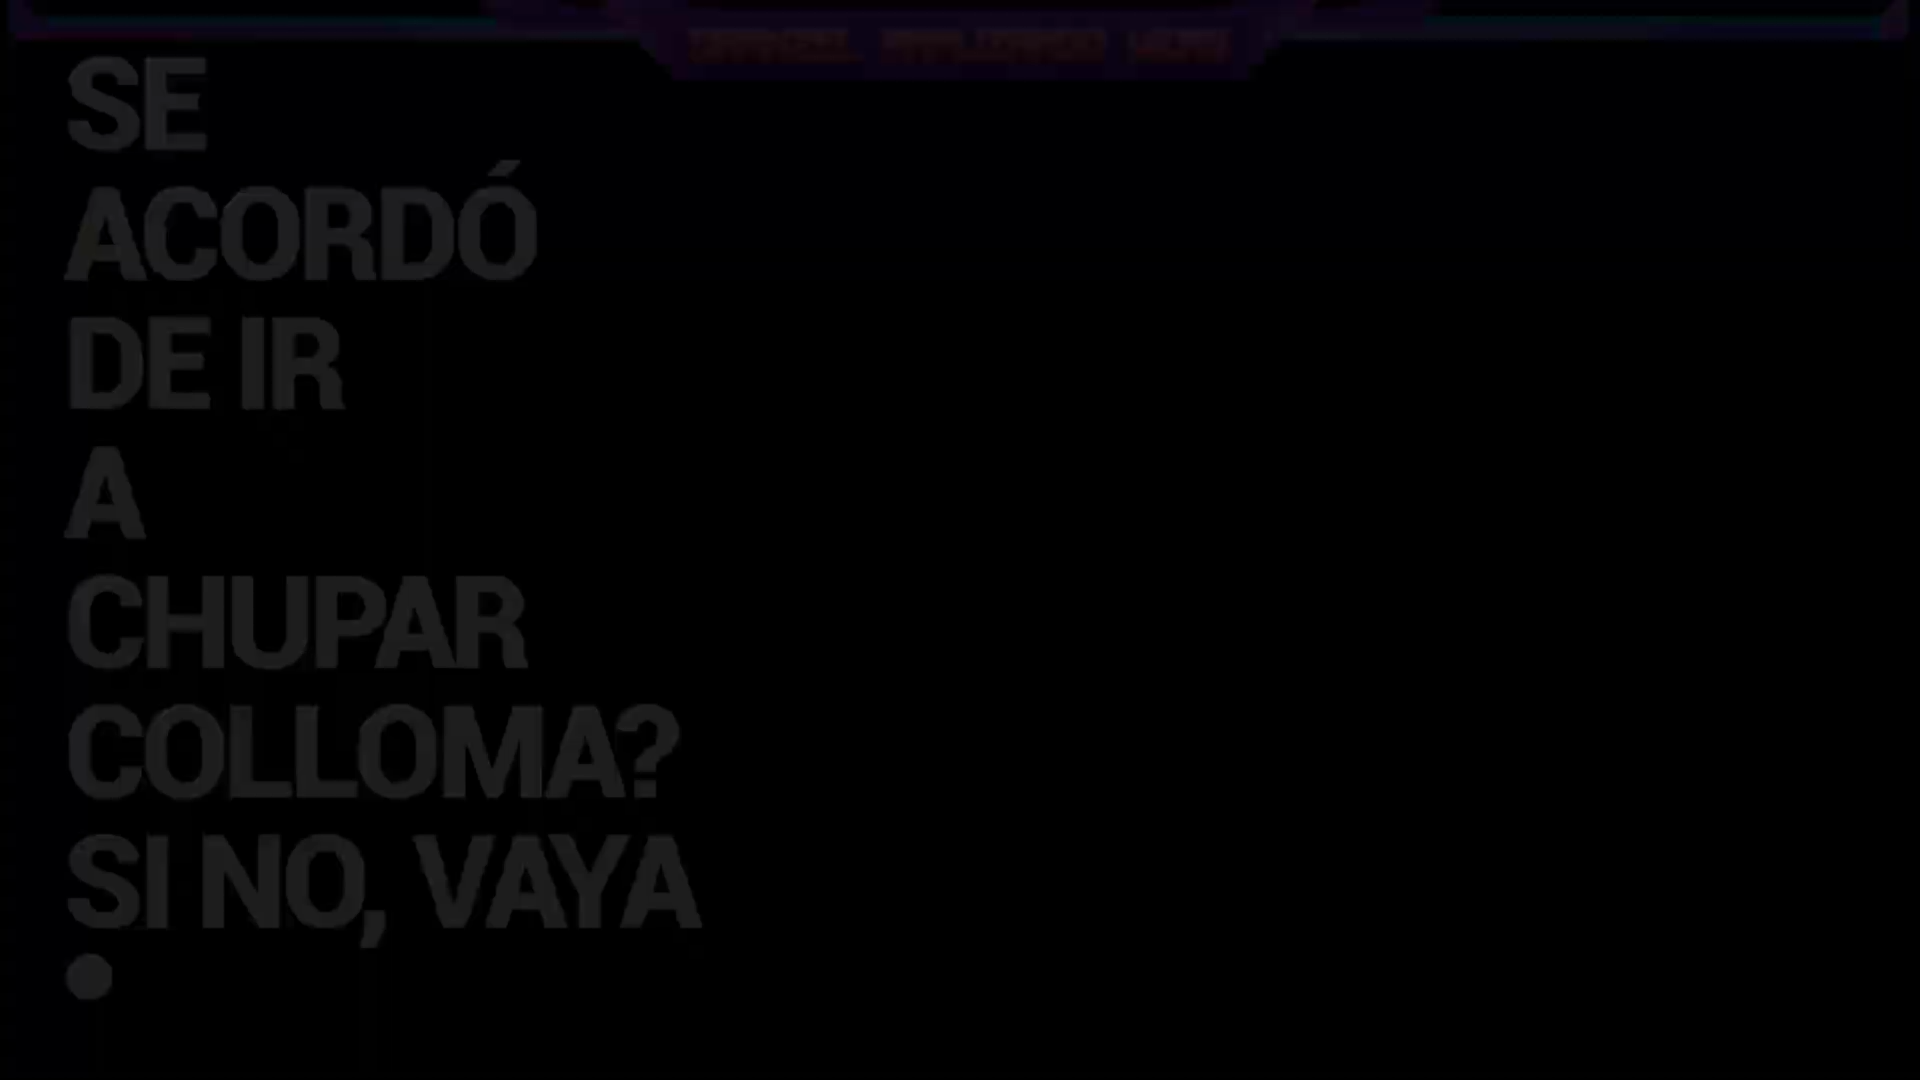 SE
ACORDÓ
DE IR
A
CHUPAR
COLLOMA?
SI NO, VAYA